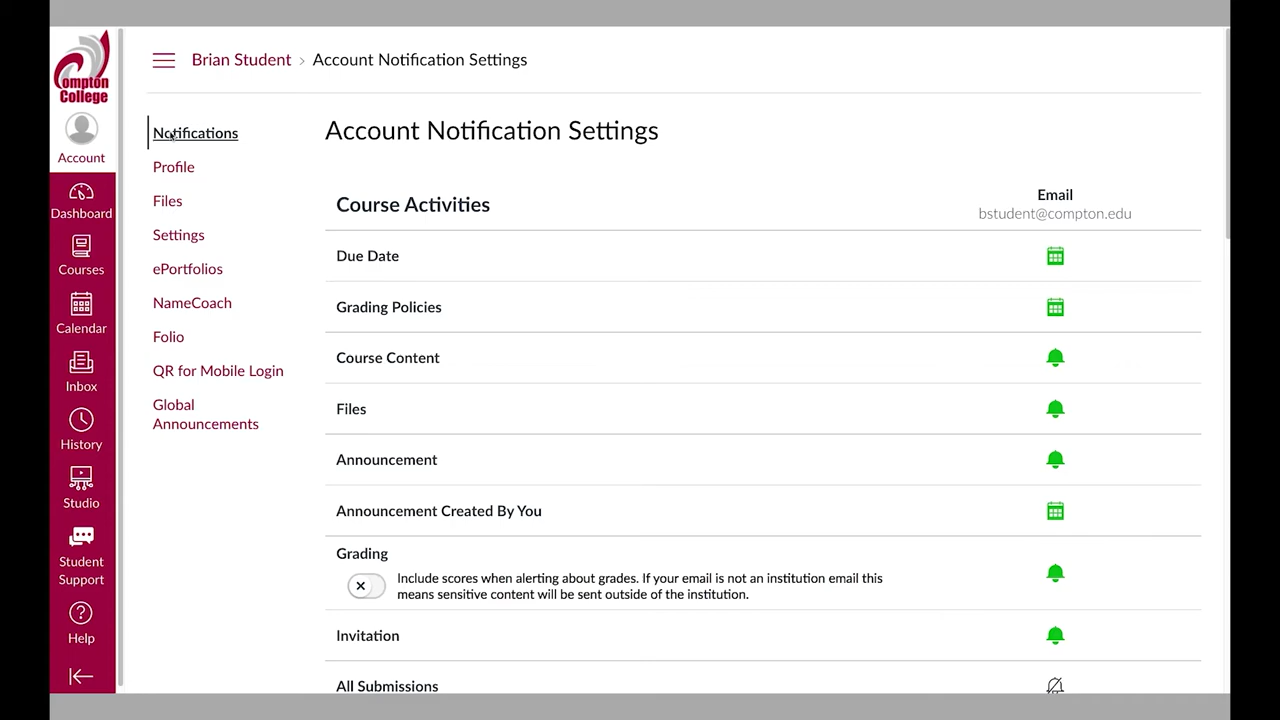 ompton
College
Account
Dashboard
Courses
Calendar
Inbox
History
Studio
Student
Support
Help
Brian Student > Account Notification Settings
Notifications
Profile
Files
Settings
ePortfolios
NameCoach
Folio
QR for Mobile Login
Global
Announcements
Account Notification Settings
Course Activities
Email
bstudent@compton.edu
Due Date
Grading Policies
Course Content
Files
Announcement
Announcement Created By You
Grading
Include scores when alerting about grades. If your email is not an institution email this
means sensitive content will be sent outside of the institution.
Invitation
All Submissions